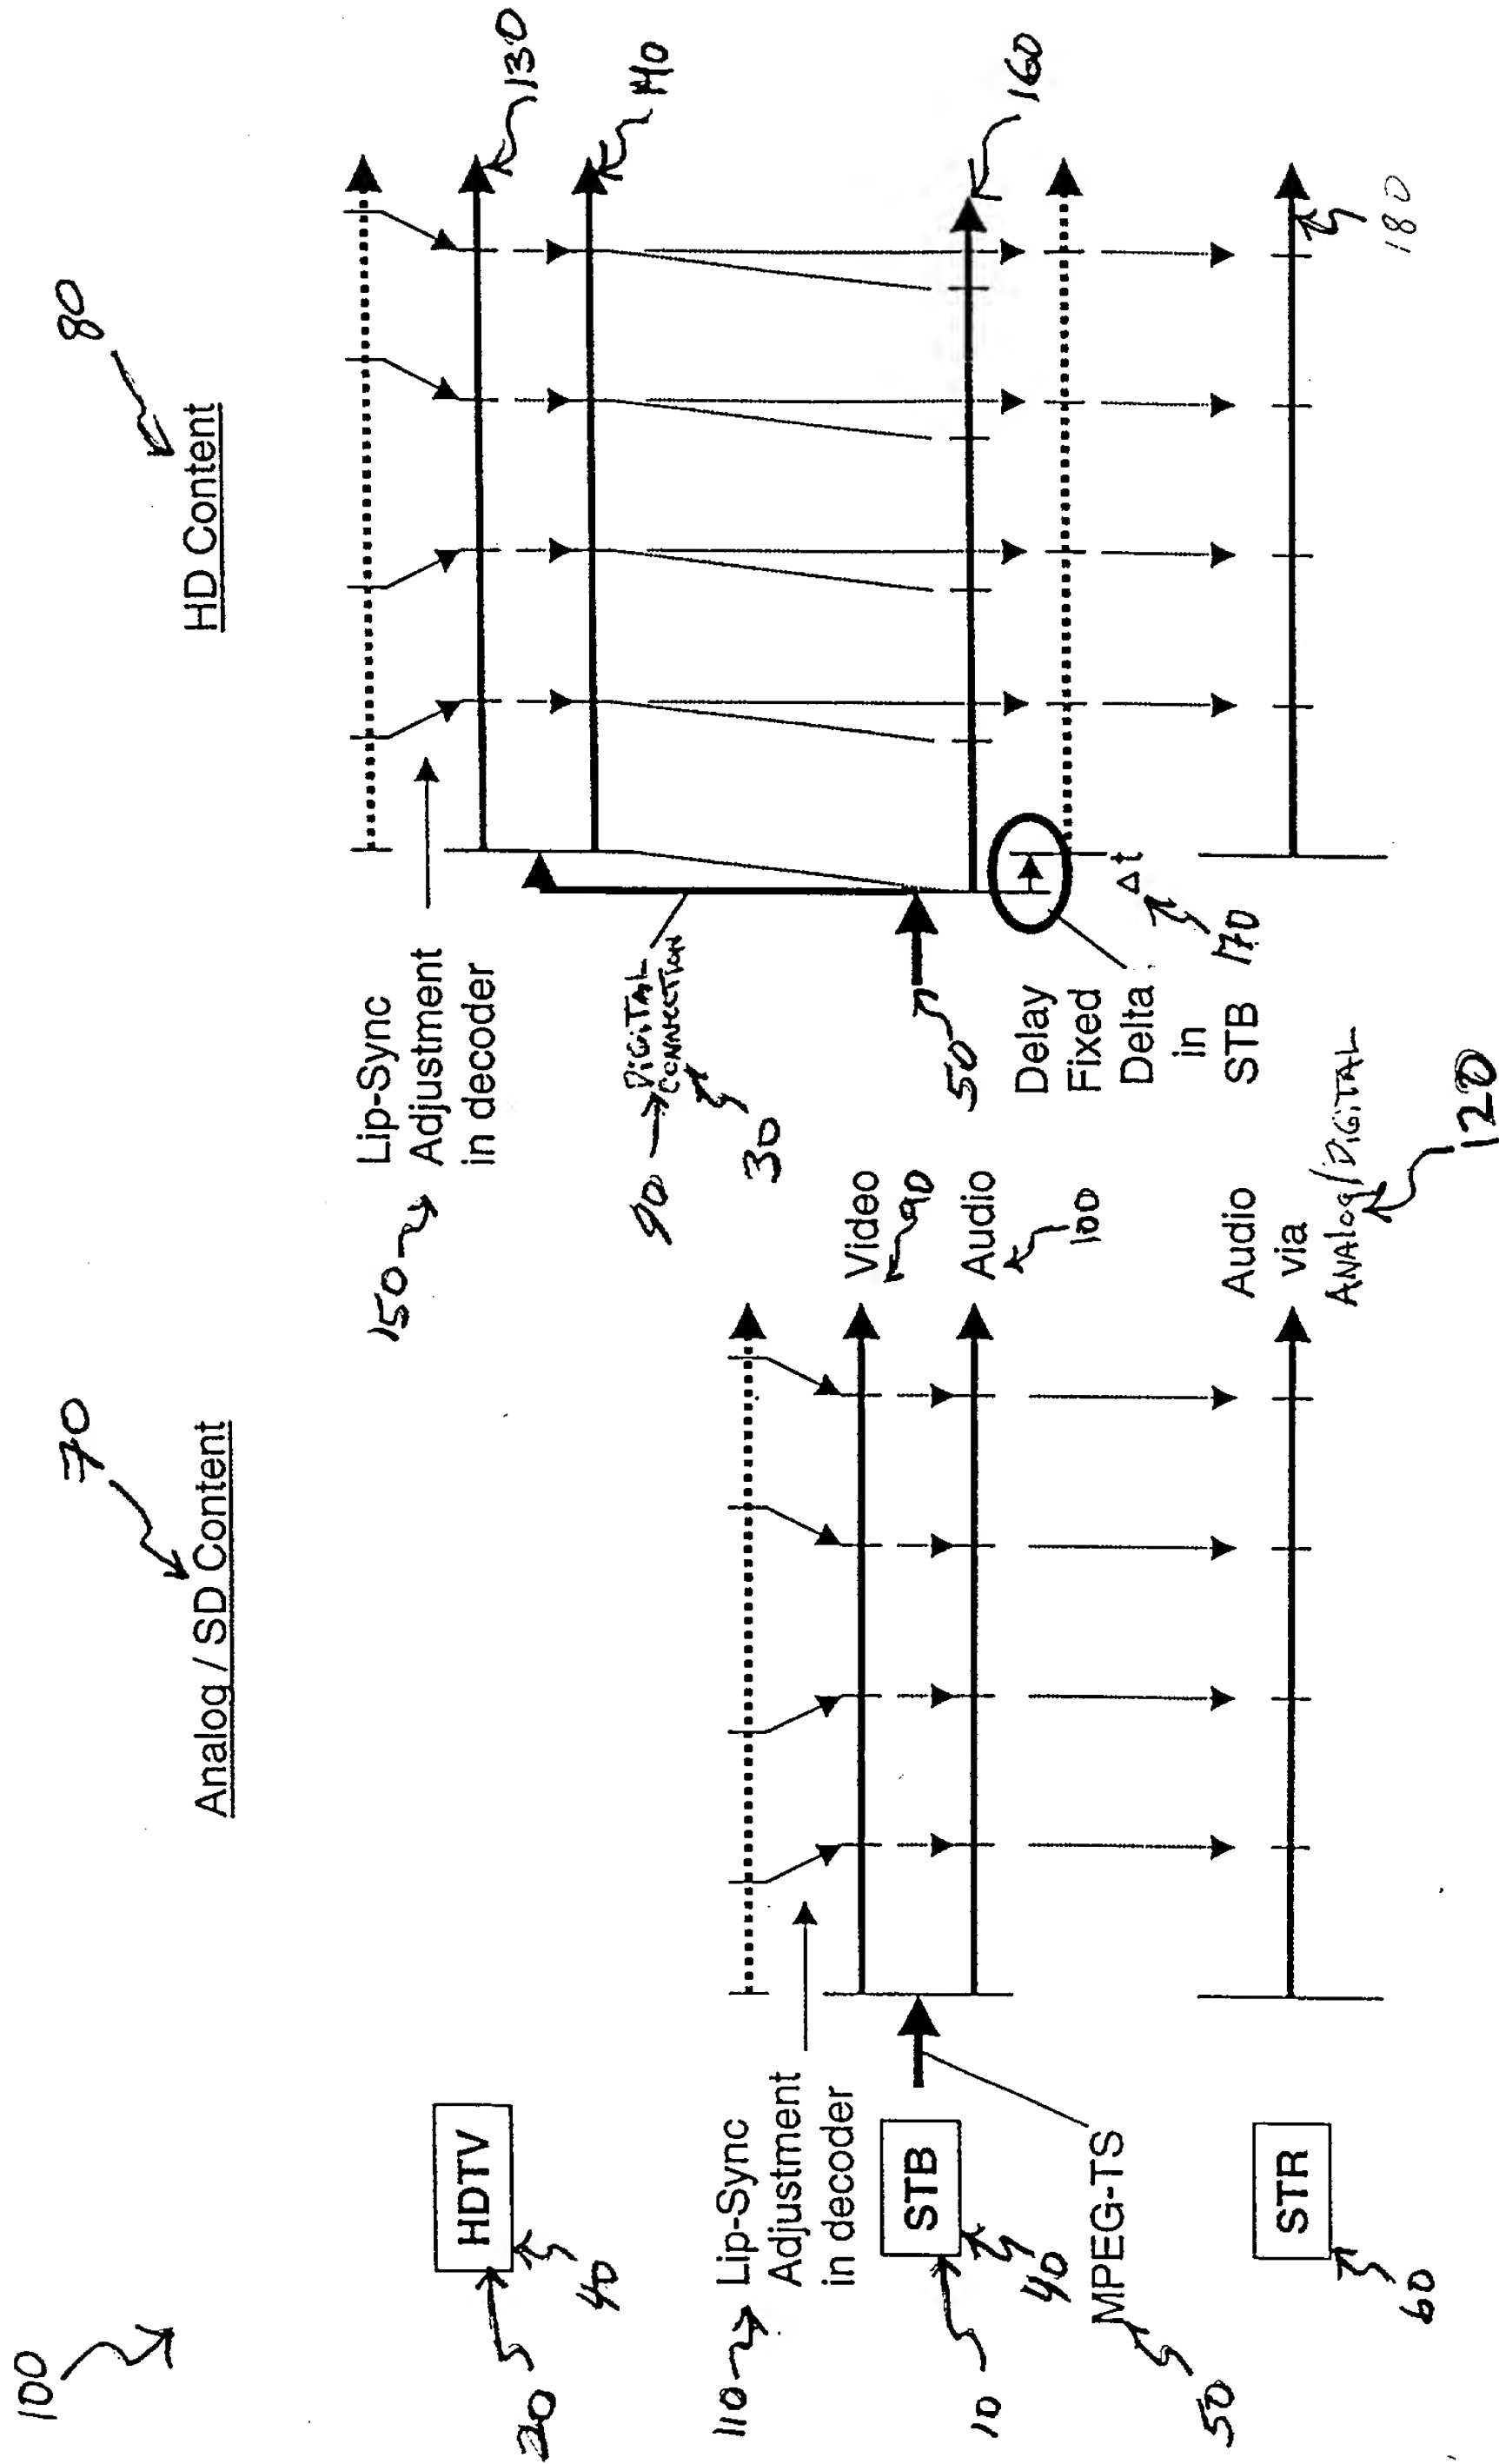 100
70
Analog / SD Content
80
HD Content
HDTV
20
40
150
Lip-Sync
Adjustment
in decoder
130
140
90
DIGITAL
CONNECTION
30
110
Lip-Sync
Adjustment
in decoder
STB
10
40
MPEG-TS
50
Video
90
Audio
100
50
160
Delay
Fixed
Delta
in
STB
Δt
170
STR
60
Audio
via
ANALOG/DIGITAL
120
180